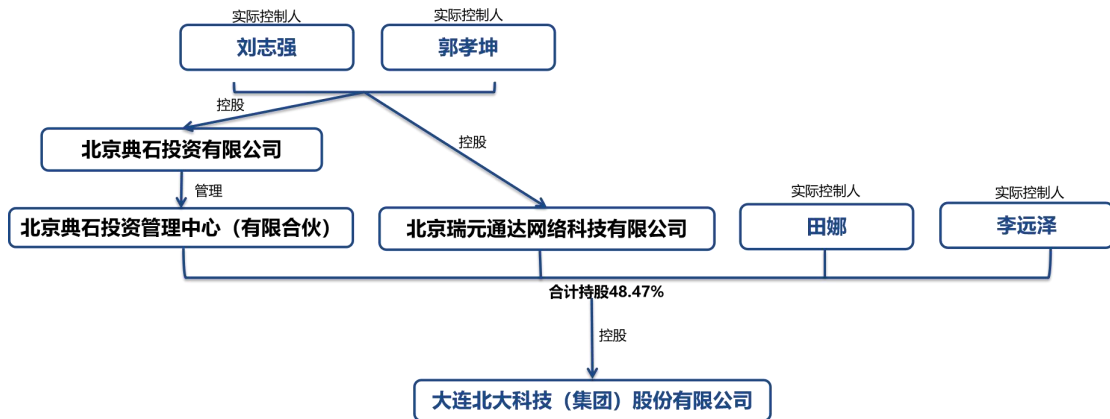 实际控制人
实际控制人
刘志强
郭孝坤
控股
北京典石投资有限公司
控股
管理
实际控制人
实际控制人
北京典石投资管理中心（有限合伙）
北京瑞元通达网络科技有限公司
田娜
李远泽
合计持股48.47%
控股
大连北大科技（集团）股份有限公司